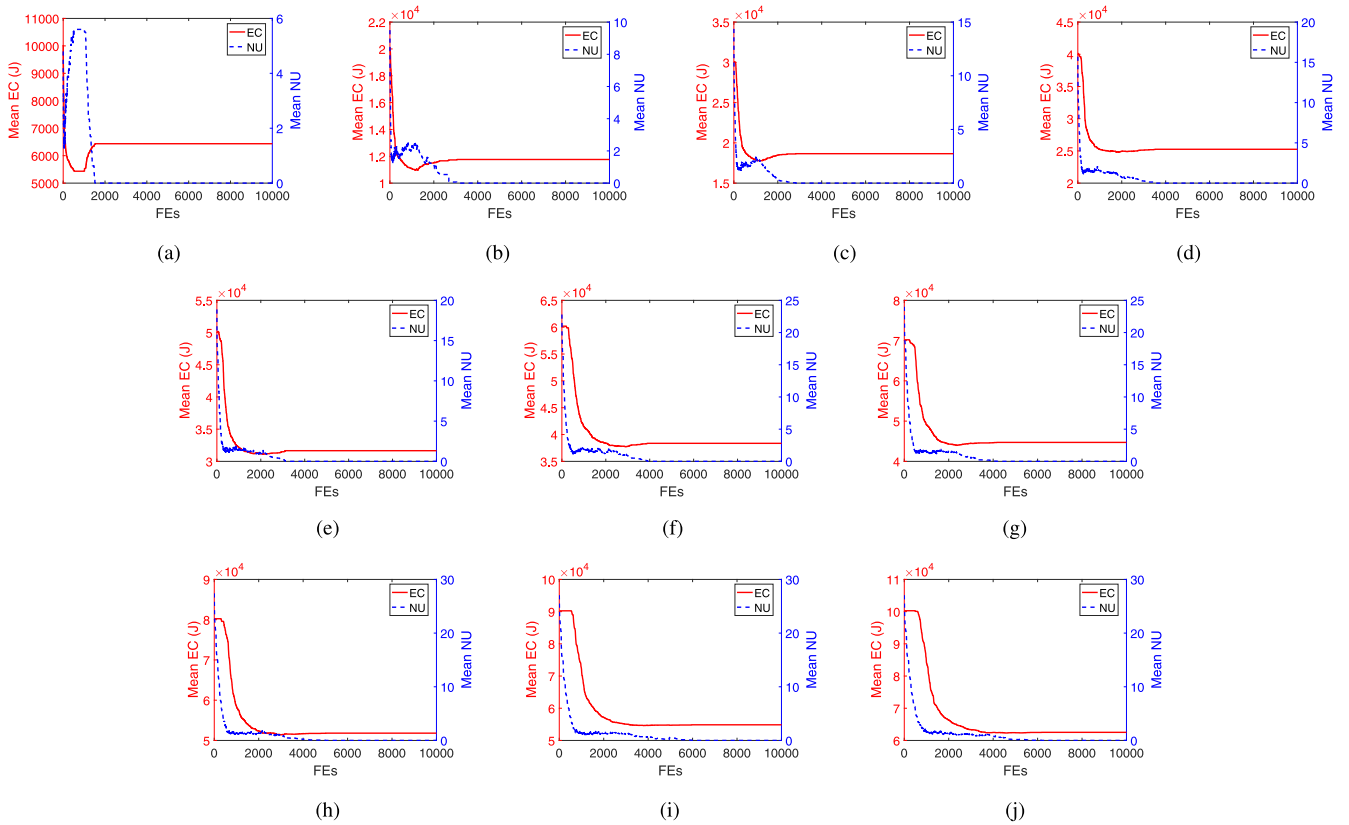 11000
10000
9000
8000
7000
6000
5000
Mean EC (J)
EC
NU
6
4
2
0
Mean NU
0 2000 4000 6000 8000 10000
FEs
(a)
×10⁴
2.2
2
1.8
1.6
1.4
1.2
1
Mean EC (J)
EC
NU
10
8
6
4
2
0
Mean NU
0 2000 4000 6000 8000 10000
FEs
(b)
×10⁴
3.5
3
2.5
2
1.5
Mean EC (J)
EC
NU
15
10
5
0
Mean NU
0 2000 4000 6000 8000 10000
FEs
(c)
×10⁴
4.5
4
3.5
3
2.5
2
Mean EC (J)
EC
NU
20
15
10
5
0
Mean NU
0 2000 4000 6000 8000 10000
FEs
(d)
×10⁴
5.5
5
4.5
4
3.5
3
Mean EC (J)
EC
NU
20
15
10
5
0
Mean NU
0 2000 4000 6000 8000 10000
FEs
(e)
×10⁴
6.5
6
5.5
5
4.5
4
3.5
Mean EC (J)
EC
NU
25
20
15
10
5
0
Mean NU
0 2000 4000 6000 8000 10000
FEs
(f)
×10⁴
8
7
6
5
4
Mean EC (J)
EC
NU
25
20
15
10
5
0
Mean NU
0 2000 4000 6000 8000 10000
FEs
(g)
×10⁴
9
8
7
6
5
Mean EC (J)
EC
NU
30
20
10
0
Mean NU
0 2000 4000 6000 8000 10000
FEs
(h)
×10⁴
10
9
8
7
6
5
Mean EC (J)
EC
NU
30
20
10
0
Mean NU
0 2000 4000 6000 8000 10000
FEs
(i)
×10⁴
11
10
9
8
7
6
Mean EC (J)
EC
NU
30
20
10
0
Mean NU
0 2000 4000 6000 8000 10000
FEs
(j)